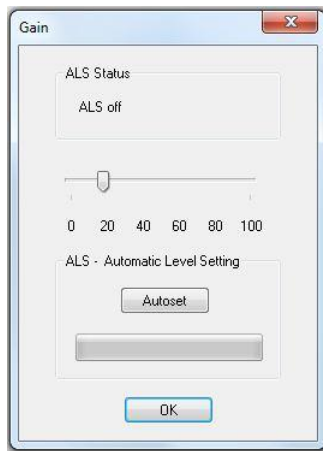 Gain
ALS Status
ALS off
0 20 40 60 80 100
ALS - Automatic Level Setting
Autoset
OK